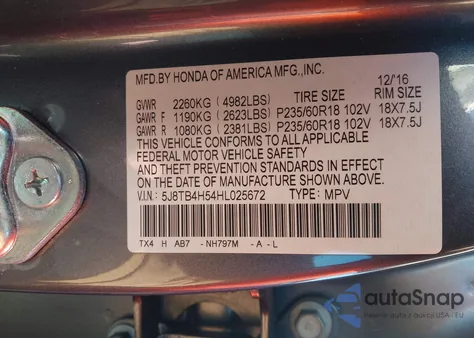 MFD.BY HONDA OF AMERICA MFG.,INC. 12/'16
GVWR 2260KG (4982LBS) TIRE SIZE RIM SIZE
GAWR F 1190KG (2623LBS) P235/60R18 102V 18X7.5J
GAWR R 1080KG (2381LBS) P235/60R18 102V 18X7.5J
THIS VEHICLE CONFORMS TO ALL APPLICABLE
FEDERAL MOTOR VEHICLE SAFETY
AND THEFT PREVENTION STANDARDS IN EFFECT
ON THE DATE OF MANUFACTURE SHOWN ABOVE.
V.I.N.: 5J8TB4H54HL025672 TYPE: MPV
TX4 H AB7 -NH797M -A-L
autoSnap